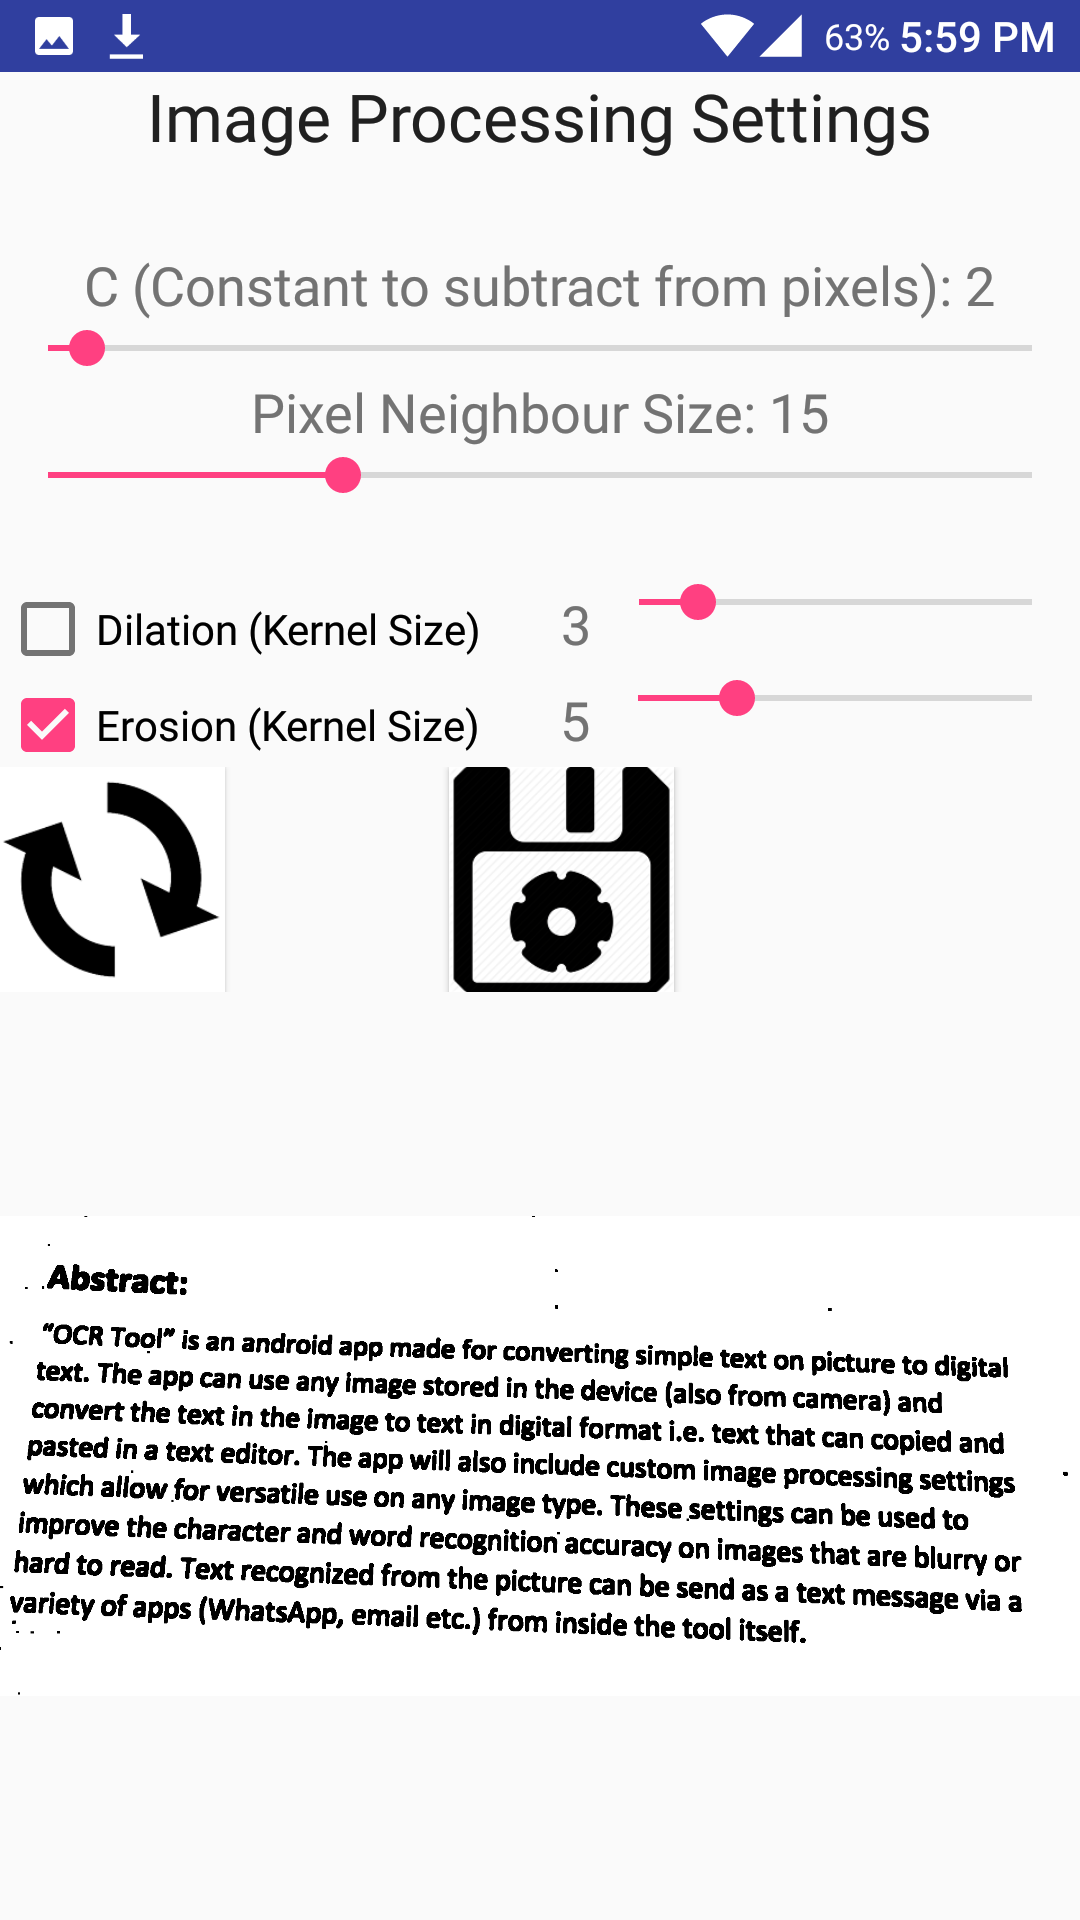 63% 5:59 PM
Image Processing Settings
C (Constant to subtract from pixels): 2
Pixel Neighbour Size: 15
Dilation (Kernel Size) 3
Erosion (Kernel Size) 5
Abstract:
“OCR Tool” is an android app made for converting simple text on picture to digital
text. The app can use any image stored in the device (also from camera) and
convert the text in the image to text in digital format i.e. text that can copied and
pasted in a text editor. The app will also include custom image processing settings
which allow for versatile use on any image type. These settings can be used to
improve the character and word recognition accuracy on images that are blurry or
hard to read. Text recognized from the picture can be send as a text message via a
variety of apps (WhatsApp, email etc.) from inside the tool itself.